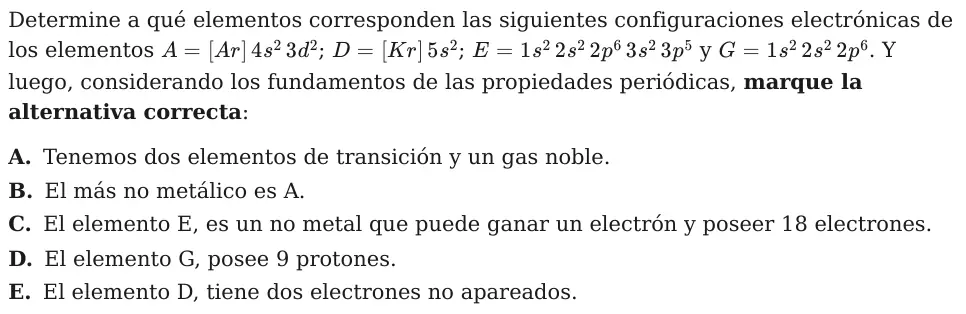 Determine a qué elementos corresponden las siguientes configuraciones electrónicas de
los elementos A = [Ar] 4s² 3d²; D = [Kr] 5s²; E = 1s² 2s² 2p⁶ 3s² 3p⁵ y G = 1s² 2s² 2p⁶. Y
luego, considerando los fundamentos de las propiedades periódicas, marque la
alternativa correcta:
A. Tenemos dos elementos de transición y un gas noble.
B. El más no metálico es A.
C. El elemento E, es un no metal que puede ganar un electrón y poseer 18 electrones.
D. El elemento G, posee 9 protones.
E. El elemento D, tiene dos electrones no apareados.